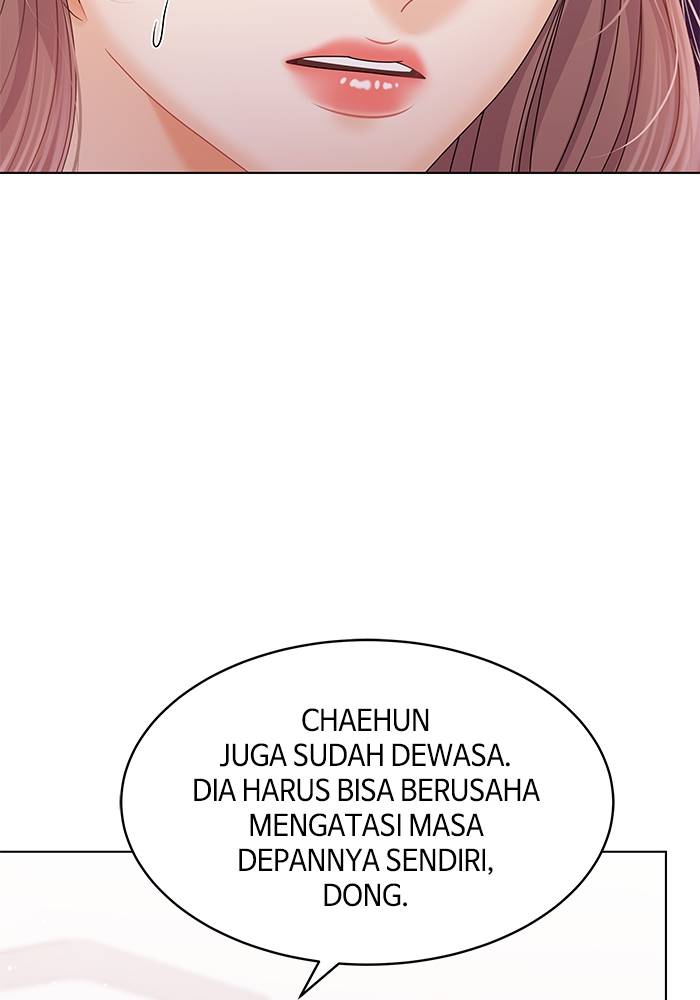 CHAEHUN
JUGA SUDAH DEWASA.
DIA HARUS BISA BERUSAHA
MENGATASI MASA
DEPANNYA SENDIRI,
DONG.